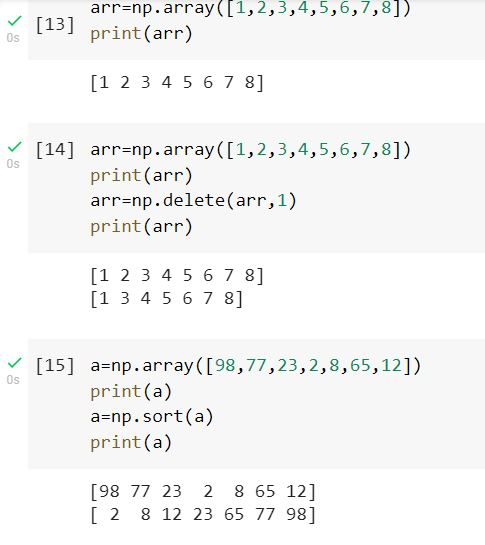 arr=np.array([1,2,3,4,5,6,7,8])
[13] print(arr)
0s
[1 2 3 4 5 6 7 8]
[14] arr=np.array([1,2,3,4,5,6,7,8])
0s
print(arr)
arr=np.delete(arr,1)
print(arr)
[1 2 3 4 5 6 7 8]
[1 3 4 5 6 7 8]
[15] a=np.array([98,77,23,2,8,65,12])
0s
print(a)
a=np.sort(a)
print(a)
[98 77 23  2  8 65 12]
[ 2  8 12 23 65 77 98]